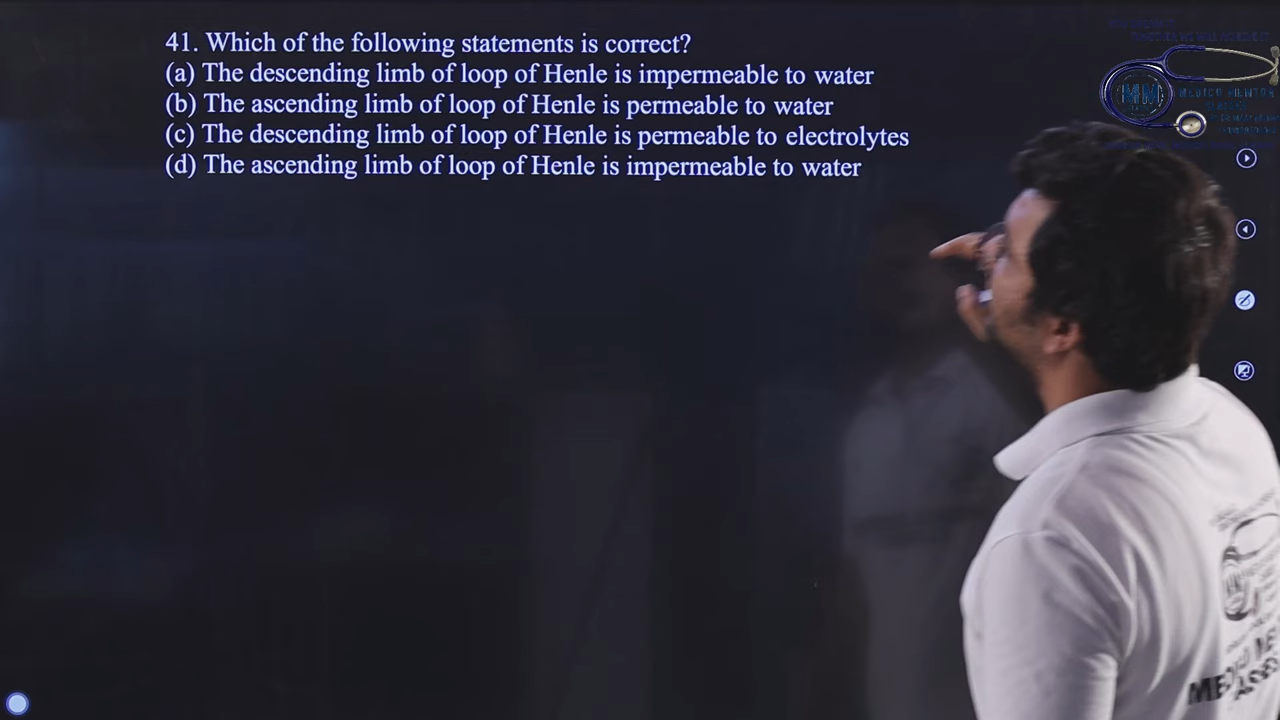 41. Which of the following statements is correct?
(a) The descending limb of loop of Henle is impermeable to water
(b) The ascending limb of loop of Henle is permeable to water
(c) The descending limb of loop of Henle is permeable to electrolytes
(d) The ascending limb of loop of Henle is impermeable to water
MM